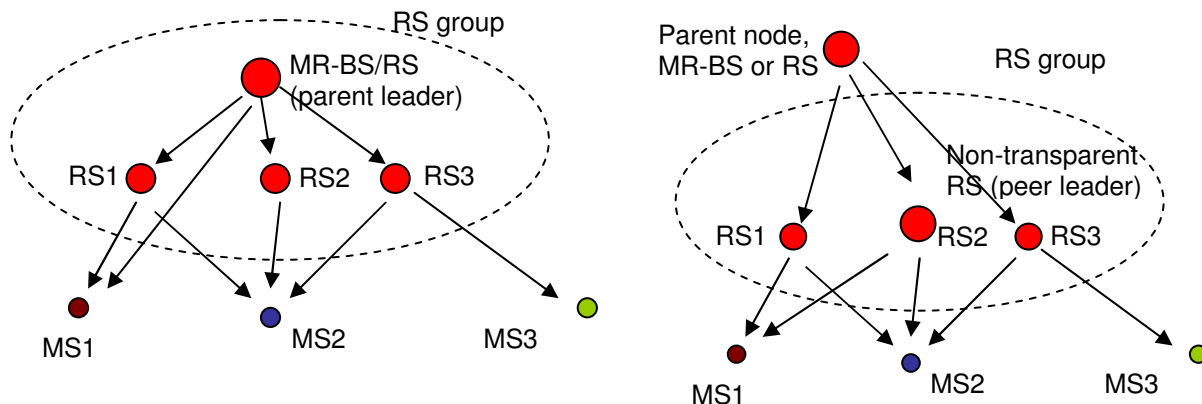 RS group
MR-BS/RS
(parent leader)
RS1
RS2
RS3
MS1
MS2
MS3
Parent node,
MR-BS or RS
RS group
Non-transparent
RS (peer leader)
RS1
RS2
RS3
MS1
MS2
MS3